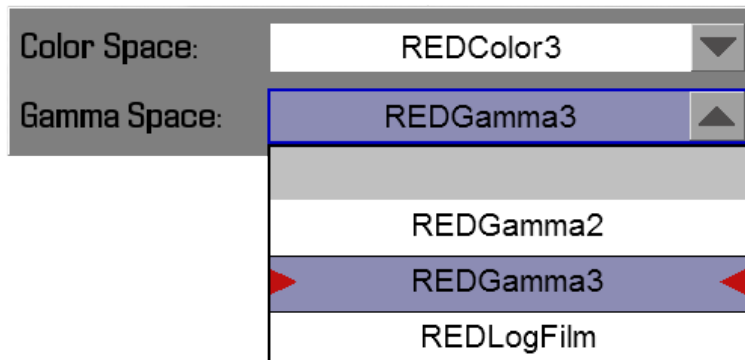 Color Space: REDColor3
Gamma Space: REDGamma3
REDGamma2
REDGamma3
REDLogFilm